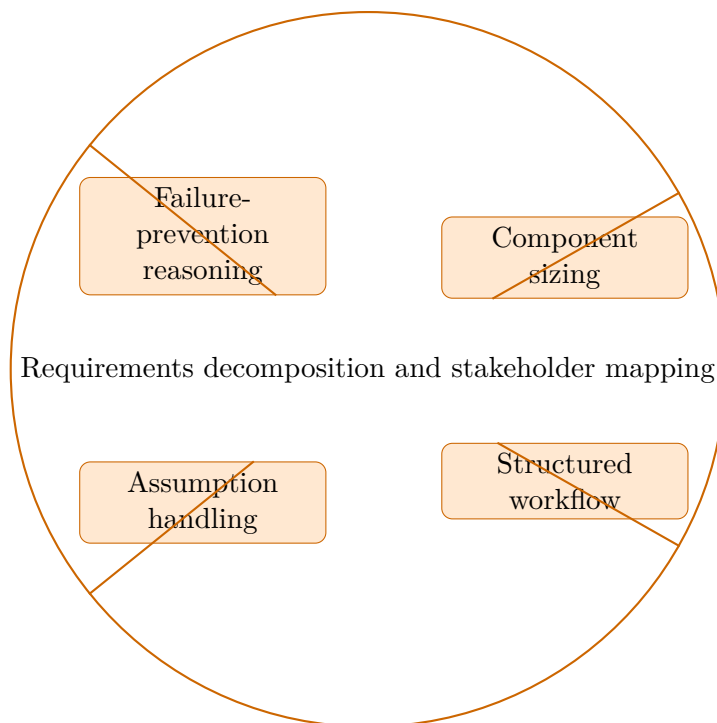 Failure-
prevention
reasoning
Component
sizing
Requirements decomposition and stakeholder mapping
Assumption
handling
Structured
workflow